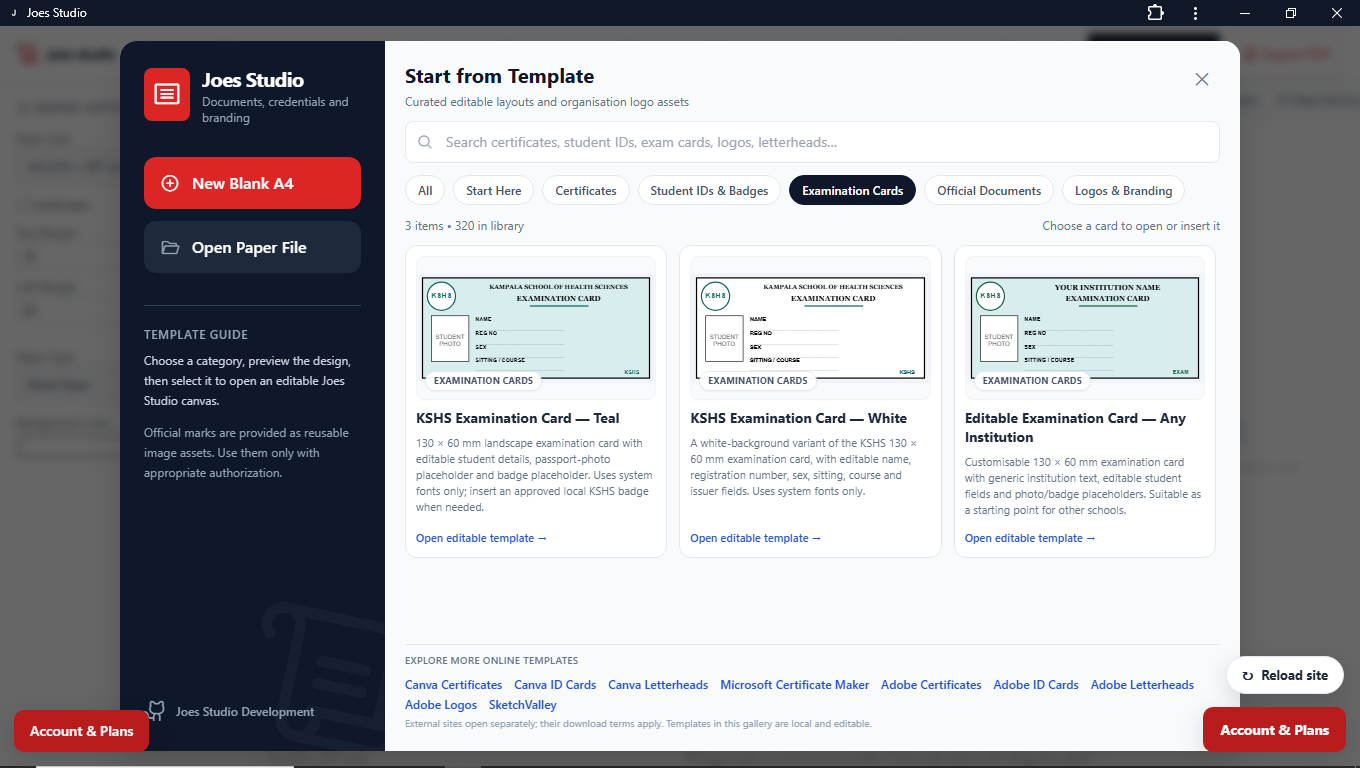 Joes Studio
Joes Studio
Documents, credentials and
branding
New Blank A4
Open Paper File
TEMPLATE GUIDE
Choose a category, preview the design,
then select it to open an editable Joes
Studio canvas.
Official marks are provided as reusable
image assets. Use them only with
appropriate authorization.
Joes Studio Development
Account & Plans
Start from Template
Curated editable layouts and organisation logo assets
Search certificates, student IDs, exam cards, logos, letterheads...
All
Start Here
Certificates
Student IDs & Badges
Examination Cards
Official Documents
Logos & Branding
3 items • 320 in library
Choose a card to open or insert it
KSHS
KAMPALA SCHOOL OF HEALTH SCIENCES
EXAMINATION CARD
STUDENT
PHOTO
NAME
REG NO
SEX
SITTING / COURSE
KSHS
EXAMINATION CARDS
KSHS Examination Card — Teal
130 × 60 mm landscape examination card with
editable student details, passport-photo
placeholder and badge placeholder. Uses system
fonts only; insert an approved local KSHS badge
when needed.
Open editable template →
KSHS
KAMPALA SCHOOL OF HEALTH SCIENCES
EXAMINATION CARD
STUDENT
PHOTO
NAME
REG NO
SEX
SITTING / COURSE
KSHS
EXAMINATION CARDS
KSHS Examination Card — White
A white-background variant of the KSHS 130 ×
60 mm examination card, with editable name,
registration number, sex, sitting, course and
issuer fields. Uses system fonts only.
Open editable template →
KSHS
YOUR INSTITUTION NAME
EXAMINATION CARD
STUDENT
PHOTO
NAME
REG NO
SEX
SITTING / COURSE
EXAM
EXAMINATION CARDS
Editable Examination Card — Any
Institution
Customisable 130 × 60 mm examination card
with generic institution text, editable student
fields and photo/badge placeholders. Suitable as
a starting point for other schools.
Open editable template →
EXPLORE MORE ONLINE TEMPLATES
Canva Certificates Canva ID Cards Canva Letterheads Microsoft Certificate Maker Adobe Certificates Adobe ID Cards Adobe Letterheads
Adobe Logos SketchValley
External sites open separately; their download terms apply. Templates in this gallery are local and editable.
Reload site
Account & Plans